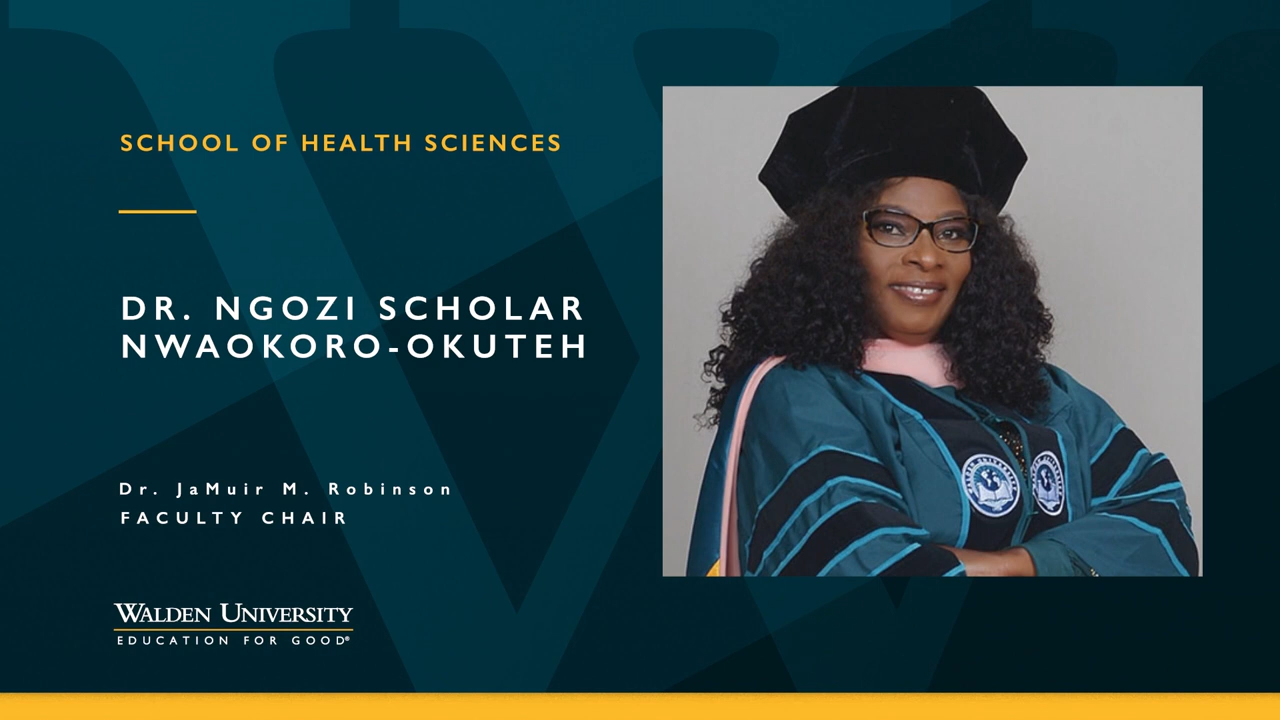 SCHOOL OF HEALTH SCIENCES
DR. NGOZI SCHOLAR
NWAOKORO-OKUTEH
Dr. JaMuir M. Robinson
FACULTY CHAIR
WALDEN UNIVERSITY
EDUCATION FOR GOOD®